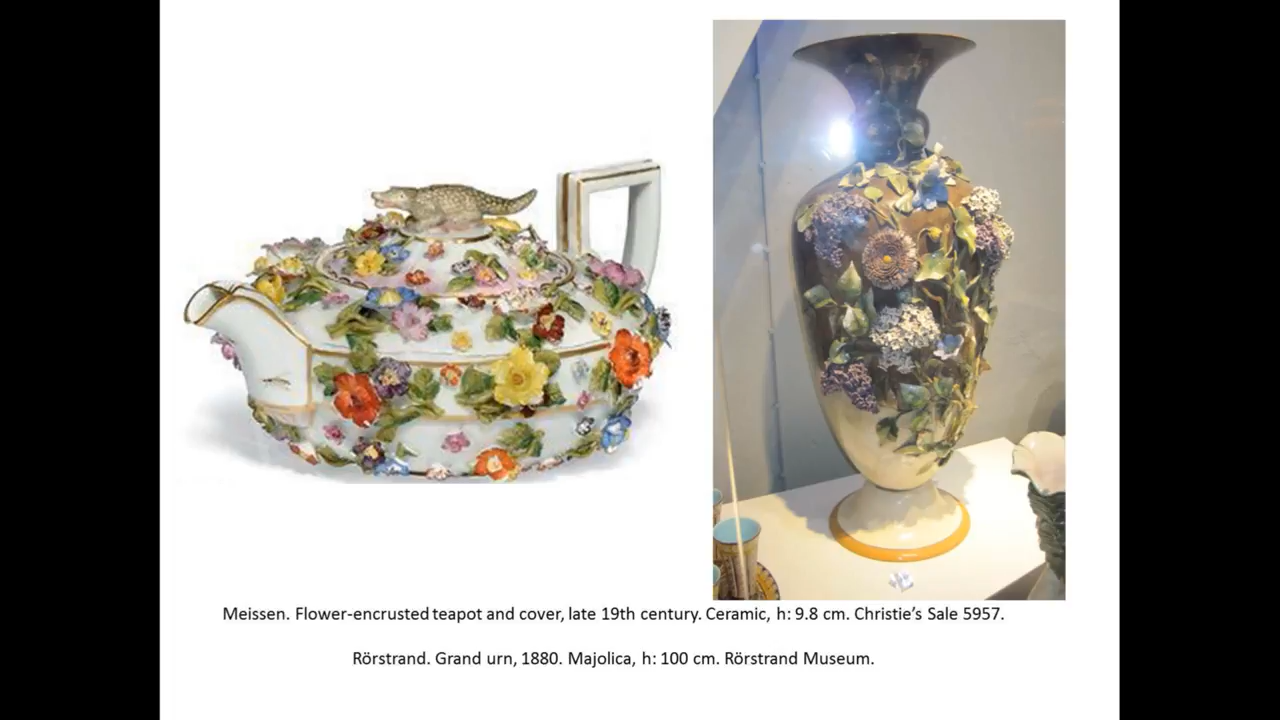 Meissen. Flower-encrusted teapot and cover, late 19th century. Ceramic, h: 9.8 cm. Christie’s Sale 5957.
Rörstrand. Grand urn, 1880. Majolica, h: 100 cm. Rörstrand Museum.